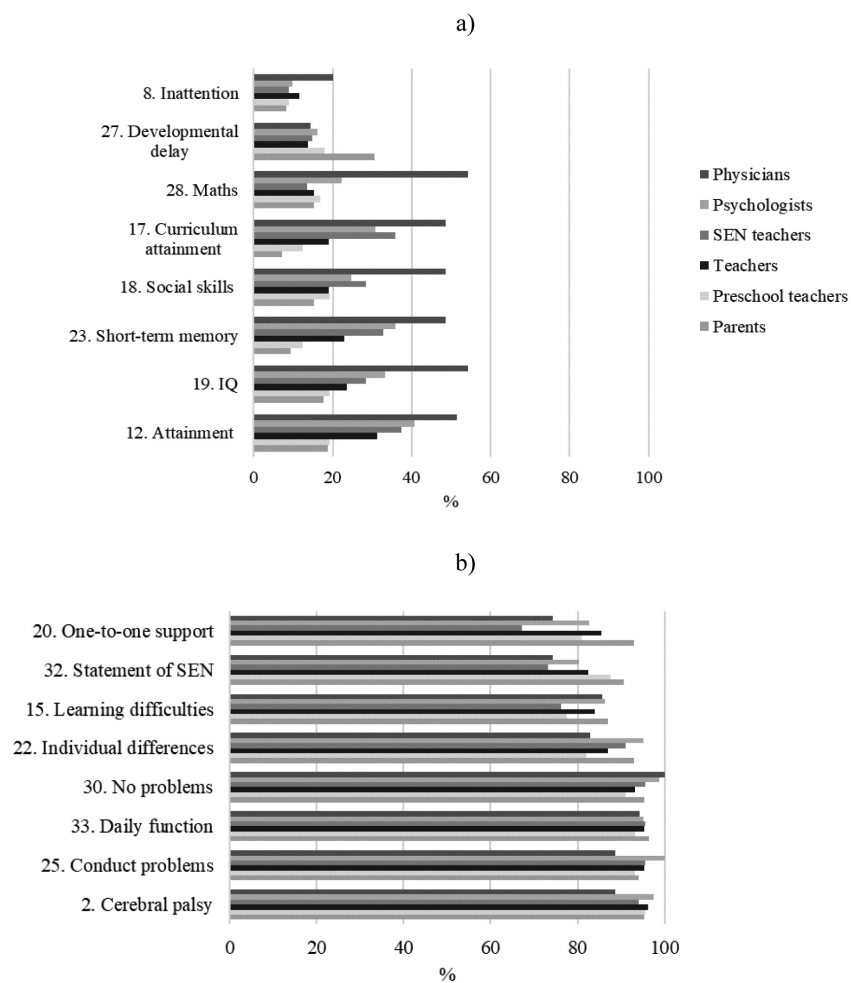 a)
8. Inattention
27. Developmental
delay
28. Maths
17. Curriculum
attainment
18. Social skills
23. Short-term memory
19. IQ
12. Attainment
0 20 40 60 80 100
%
Physicians
Psychologists
SEN teachers
Teachers
Preschool teachers
Parents
b)
20. One-to-one support
32. Statement of SEN
15. Learning difficulties
22. Individual differences
30. No problems
33. Daily function
25. Conduct problems
2. Cerebral palsy
0 20 40 60 80 100
%